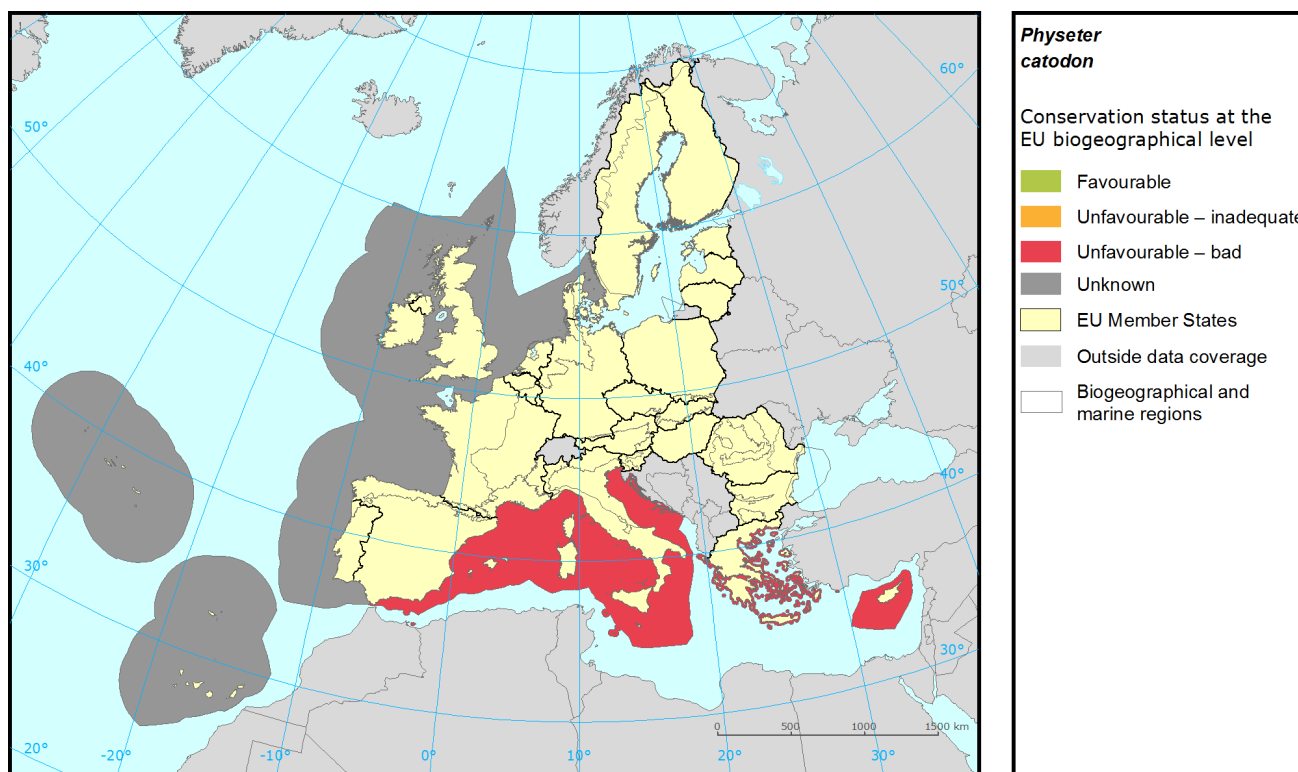 Physeter
catodon
Conservation status at the
EU biogeographical level
Favourable
Unfavourable – inadequate
Unfavourable – bad
Unknown
EU Member States
Outside data coverage
Biogeographical and
marine regions
60°
50°
50°
40°
40°
30°
30°
20°
-20°
-10°
0°
10°
20°
30°
0 500 1000 1500 km